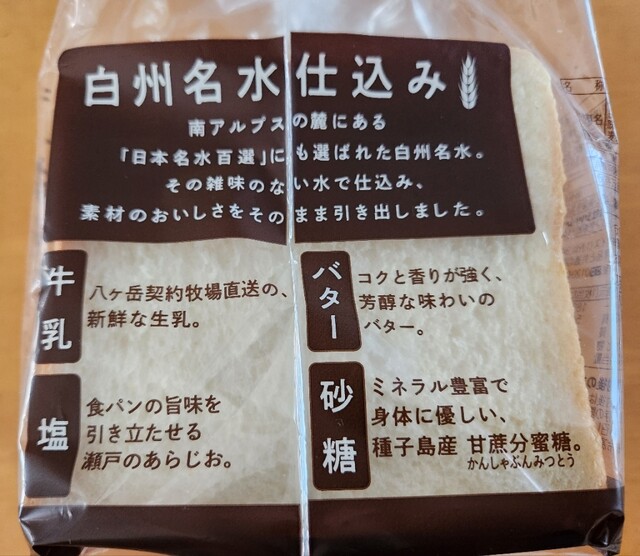 白州名水仕込み
南アルプスの麓にある
「日本名水百選」にも選ばれた白州名水。
その雑味のない水で仕込み、
素材のおいしさをそのまま引き出しました。
牛乳
八ヶ岳契約牧場直送の、
新鮮な生乳。
バター
コクと香りが強く、
芳醇な味わいの
バター。
塩
食パンの旨味を
引き立たせる
瀬戸のあらじお。
砂糖
ミネラル豊富で
身体に優しい、
種子島産 甘蔗分蜜糖。
かんしゃぶんみつとう